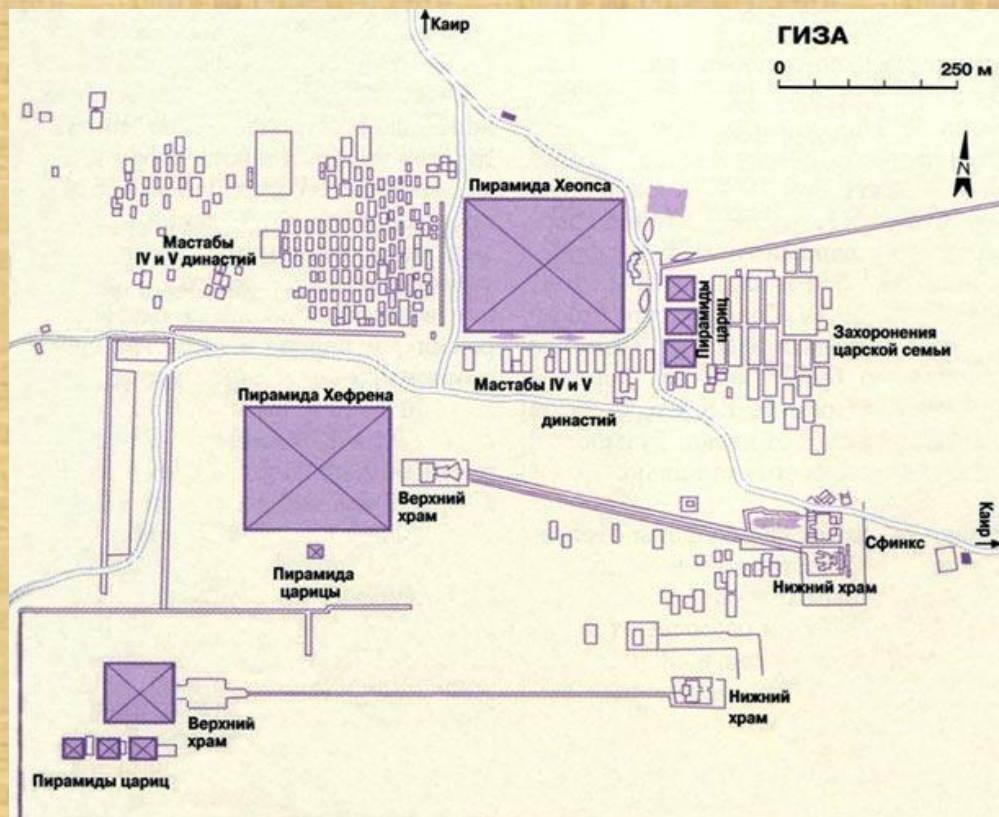 Каир
ГИЗА
0 250 м
N
Пирамида Хеопса
Мастабы
IV и V династий
Пирамиды
цариц
Захоронения
царской семьи
Мастабы IV и V
династий
Пирамида Хефрена
Верхний
храм
Каир
Сфинкс
Пирамида
царицы
Нижний храм
Верхний
храм
Нижний
храм
Пирамиды цариц